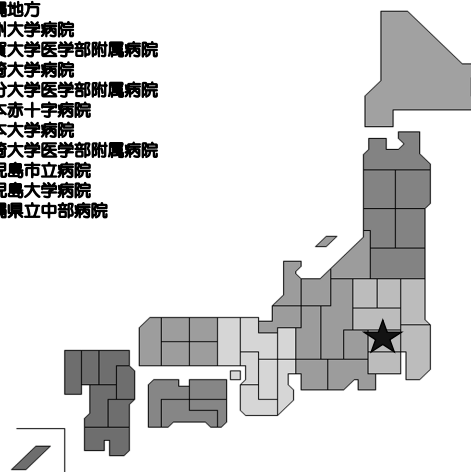 縄地方
州大学病院
賀大学医学部附属病院
崎大学病院
分大学医学部附属病院
本赤十字病院
本大学病院
崎大学医学部附属病院
児島市立病院
児島大学病院
縄県立中部病院